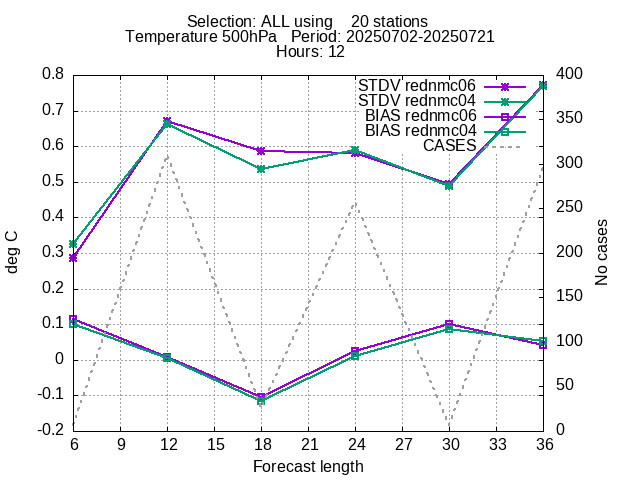 Selection: ALL using    20 stations
Temperature 500hPa   Period: 20250702-20250721
Hours: 12
STDV rednmc06
STDV rednmc04
BIAS rednmc06
BIAS rednmc04
CASES
deg C
No cases
0.8
0.7
0.6
0.5
0.4
0.3
0.2
0.1
0
-0.1
-0.2
400
350
300
250
200
150
100
50
0
6 9 12 15 18 21 24 27 30 33 36
Forecast length